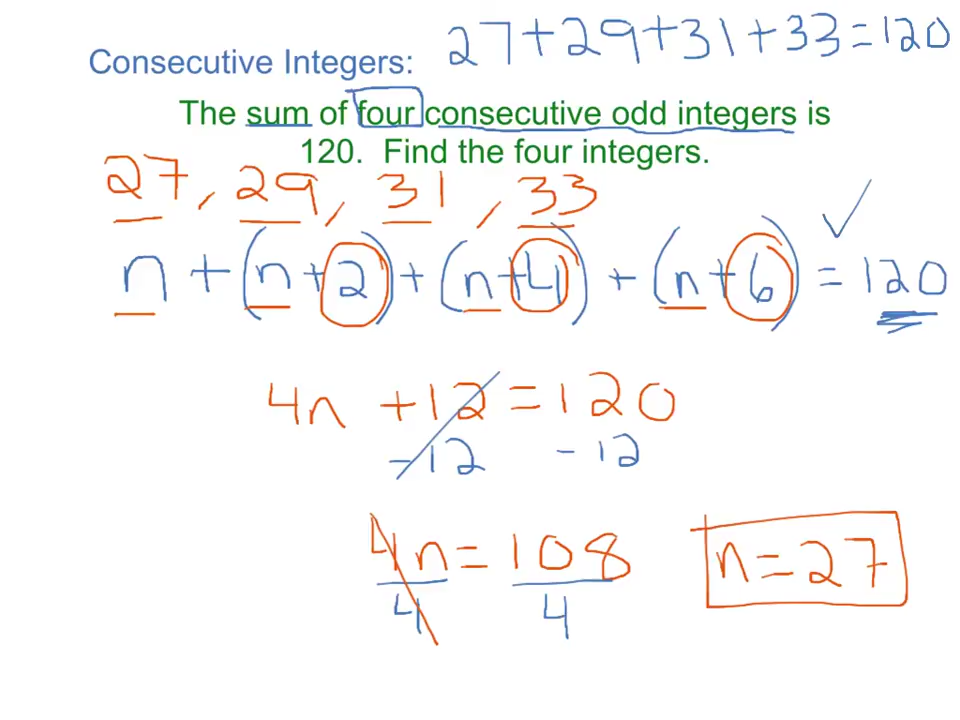 27+29+31+33=120
Consecutive Integers:
The sum of four consecutive odd integers is
120. Find the four integers.
27, 29, 31, 33
n + (n+2) + (n+4) + (n+6) = 120
4n +12 = 120
-12 -12
4n = 108
4 4
n = 27